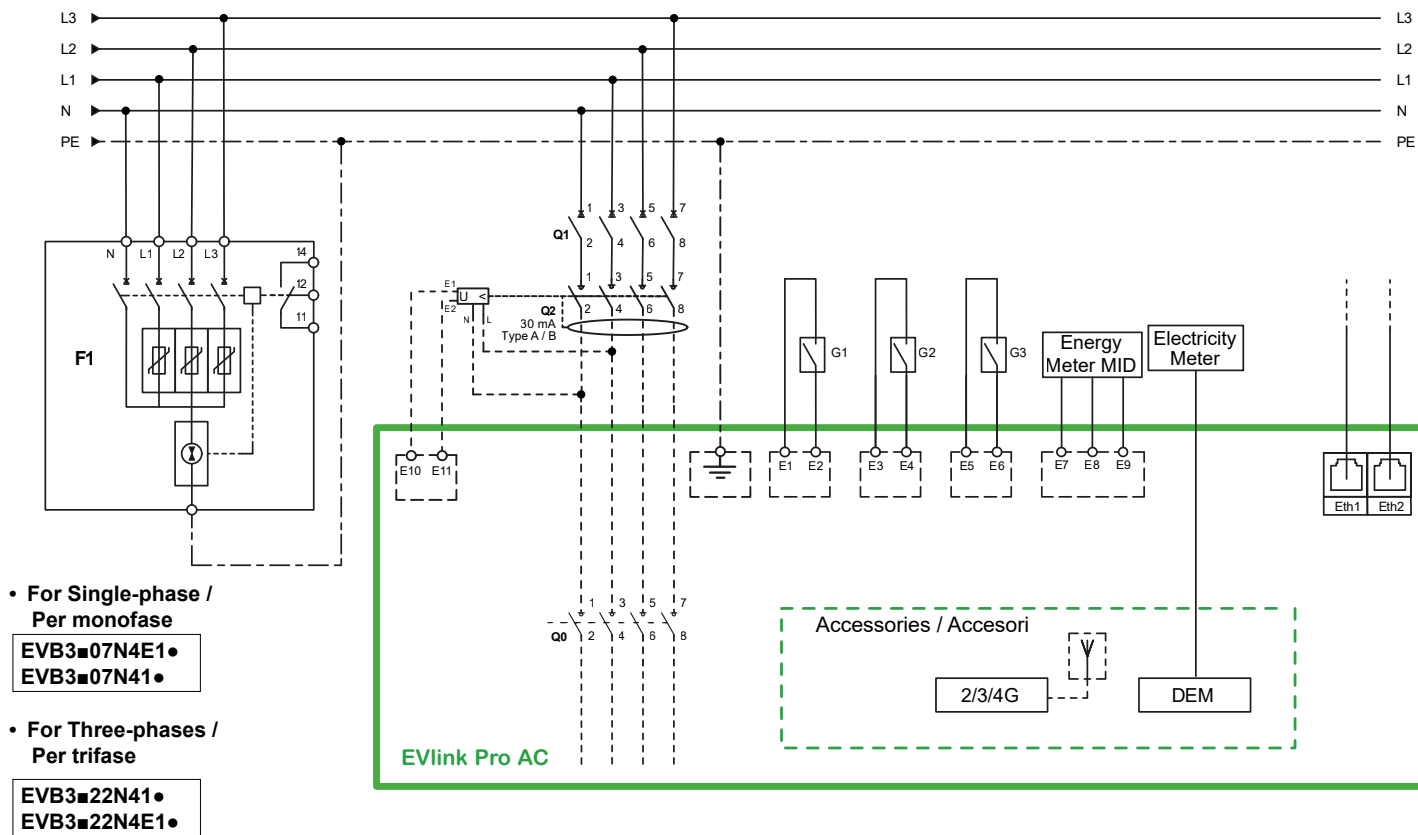 L3 L3
L2 L2
L1 L1
N N
PE PE
1 3 5 7
Q1
2 4 6 8
N L1 L2 L3 14
12
11
F1
E1
E2
U <
N L
1 3 5 7
Q2
2 4 6 8
30 mA
Type A / B
G1 G2 G3
Energy
Meter MID
Electricity
Meter
E10 E11 E1 E2 E3 E4 E5 E6 E7 E8 E9
Eth1 Eth2
• For Single-phase /
Per monofase
EVB3■07N4E1●
EVB3■07N41●
• For Three-phases /
Per trifase
EVB3■22N41●
EVB3■22N4E1●
1 3 5 7
Q0
2 4 6 8
Accessories / Accesori
2/3/4G
DEM
EVlink Pro AC